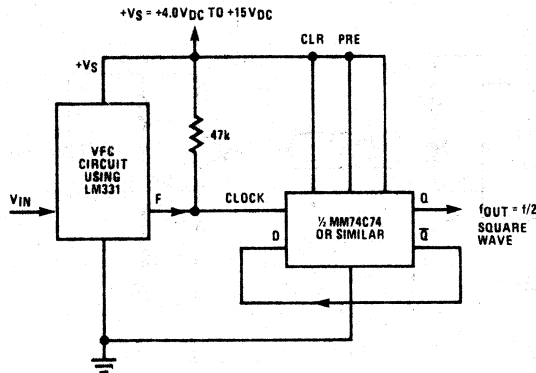 +VS = +4.0VDC TO +15VDC
CLR PRE
+VS
47k
VFC
CIRCUIT
USING
LM331
VIN
F
CLOCK
½ MM74C74
OR SIMILAR
D
Q
Q̅
fOUT = f/2
SQUARE
WAVE